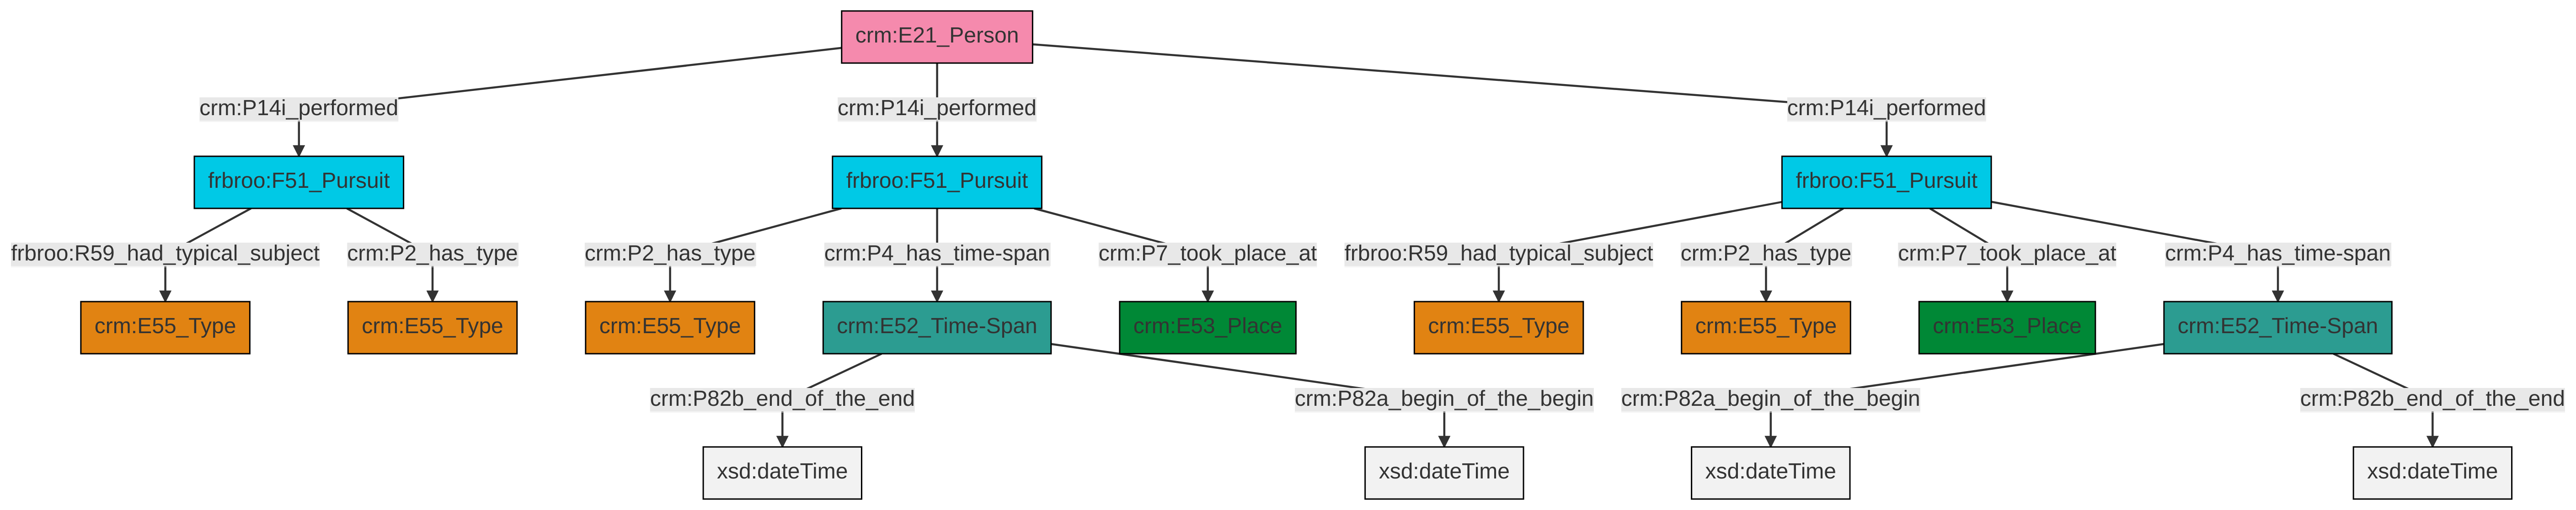 crm:E21_Person
crm:P14i_performed
crm:P14i_performed
crm:P14i_performed
frbroo:F51_Pursuit
frbroo:F51_Pursuit
frbroo:F51_Pursuit
frbroo:R59_had_typical_subject
crm:P2_has_type
crm:P2_has_type
crm:P4_has_time-span
crm:P7_took_place_at
frbroo:R59_had_typical_subject
crm:P2_has_type
crm:P7_took_place_at
crm:P4_has_time-span
crm:E55_Type
crm:E55_Type
crm:E55_Type
crm:E52_Time-Span
crm:E53_Place
crm:E55_Type
crm:E55_Type
crm:E53_Place
crm:E52_Time-Span
crm:P82b_end_of_the_end
crm:P82a_begin_of_the_begin
crm:P82a_begin_of_the_begin
crm:P82b_end_of_the_end
xsd:dateTime
xsd:dateTime
xsd:dateTime
xsd:dateTime